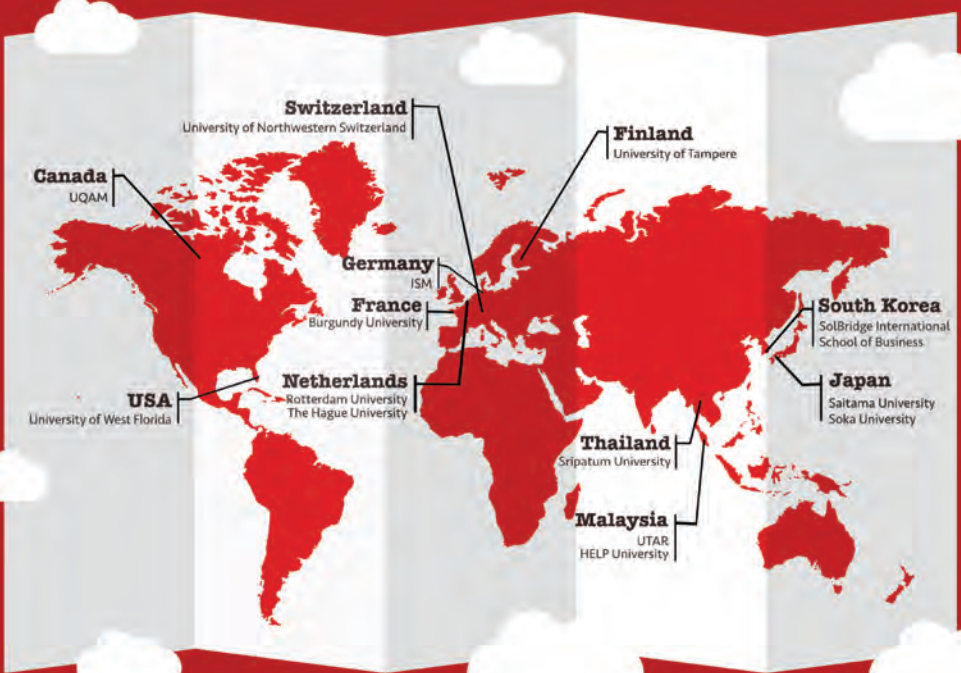 Switzerland
University of Northwestern Switzerland
Finland
University of Tampere
Canada
UQAM
Germany
ISM
France
Burgundy University
South Korea
SolBridge International
School of Business
Netherlands
Rotterdam University
The Hague University
USA
University of West Florida
Japan
Saitama University
Soka University
Thailand
Sripatum University
Malaysia
UTAR
HELP University